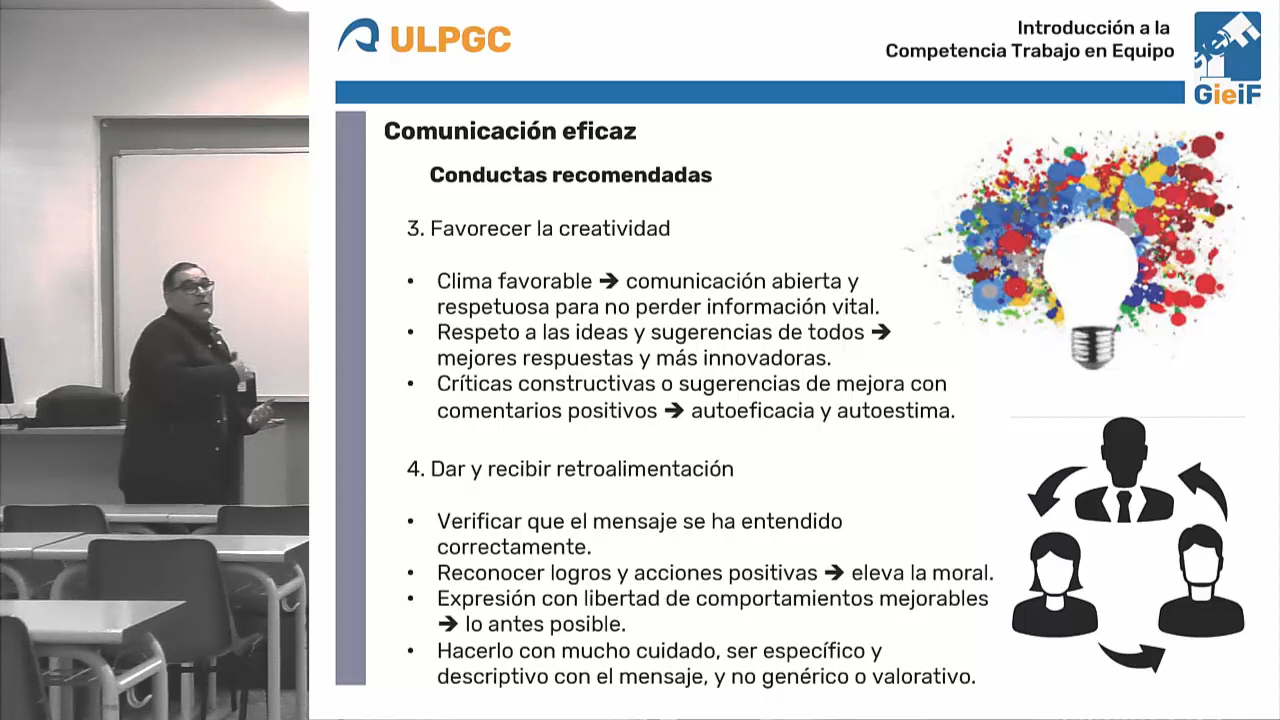 ULPGC
Introducción a la
Competencia Trabajo en Equipo
GieiF
Comunicación eficaz
Conductas recomendadas
3. Favorecer la creatividad
• Clima favorable ➔ comunicación abierta y
respetuosa para no perder información vital.
• Respeto a las ideas y sugerencias de todos ➔
mejores respuestas y más innovadoras.
• Críticas constructivas o sugerencias de mejora con
comentarios positivos ➔ autoeficacia y autoestima.
4. Dar y recibir retroalimentación
• Verificar que el mensaje se ha entendido
correctamente.
• Reconocer logros y acciones positivas ➔ eleva la moral.
• Expresión con libertad de comportamientos mejorables
➔ lo antes posible.
• Hacerlo con mucho cuidado, ser específico y
descriptivo con el mensaje, y no genérico o valorativo.